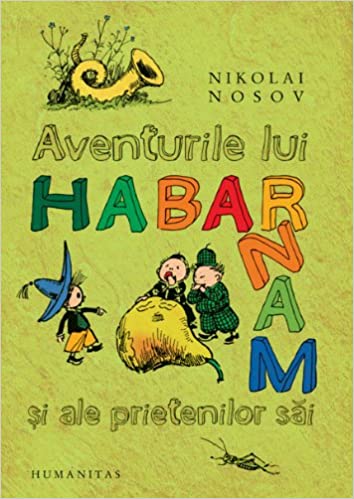 NIKOLAI
NOSOV
Aventurile lui
HABARNAM
și ale prietenilor săi
HUMANITAS